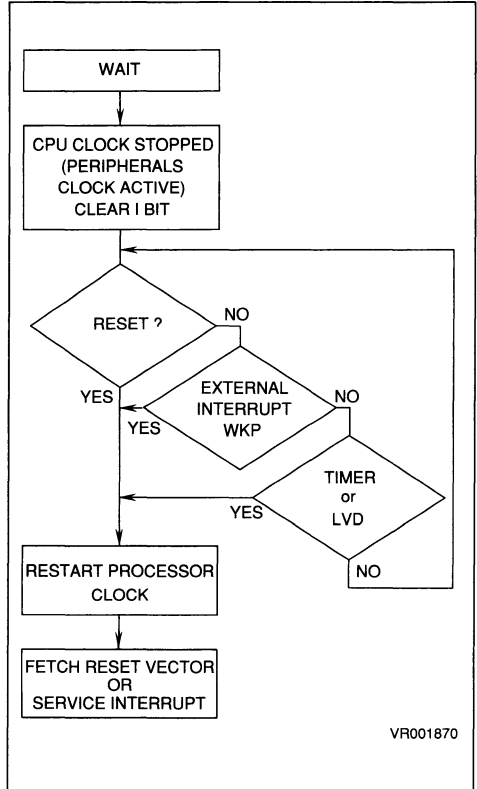 WAIT
CPU CLOCK STOPPED
(PERIPHERALS
CLOCK ACTIVE)
CLEAR I BIT
RESET ?
NO
YES
EXTERNAL
INTERRUPT
WKP
NO
YES
TIMER
or
LVD
YES
NO
RESTART PROCESSOR
CLOCK
FETCH RESET VECTOR
OR
SERVICE INTERRUPT
VR001870